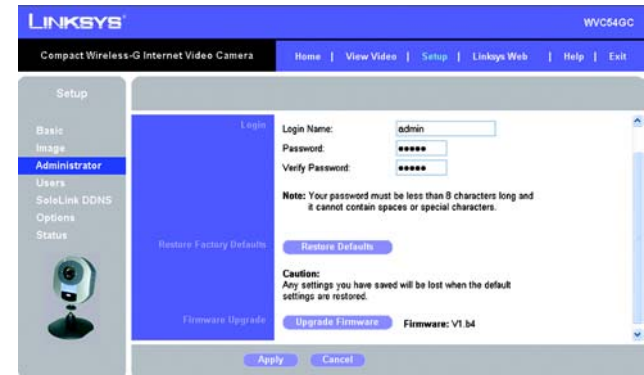 LINKSYS®
WVC54GC
Compact Wireless-G Internet Video Camera
Home | View Video | Setup | Linksys Web | Help | Exit
Setup
Basic
Image
Administrator
Users
SoloLink DDNS
Options
Status
Login
Login Name: admin
Password: •••••
Verify Password: •••••
Note: Your password must be less than 8 characters long and
it cannot contain spaces or special characters.
Restore Factory Defaults
Restore Defaults
Caution:
Any settings you have saved will be lost when the default
settings are restored.
Firmware Upgrade
Upgrade Firmware Firmware: V1.b4
Apply Cancel